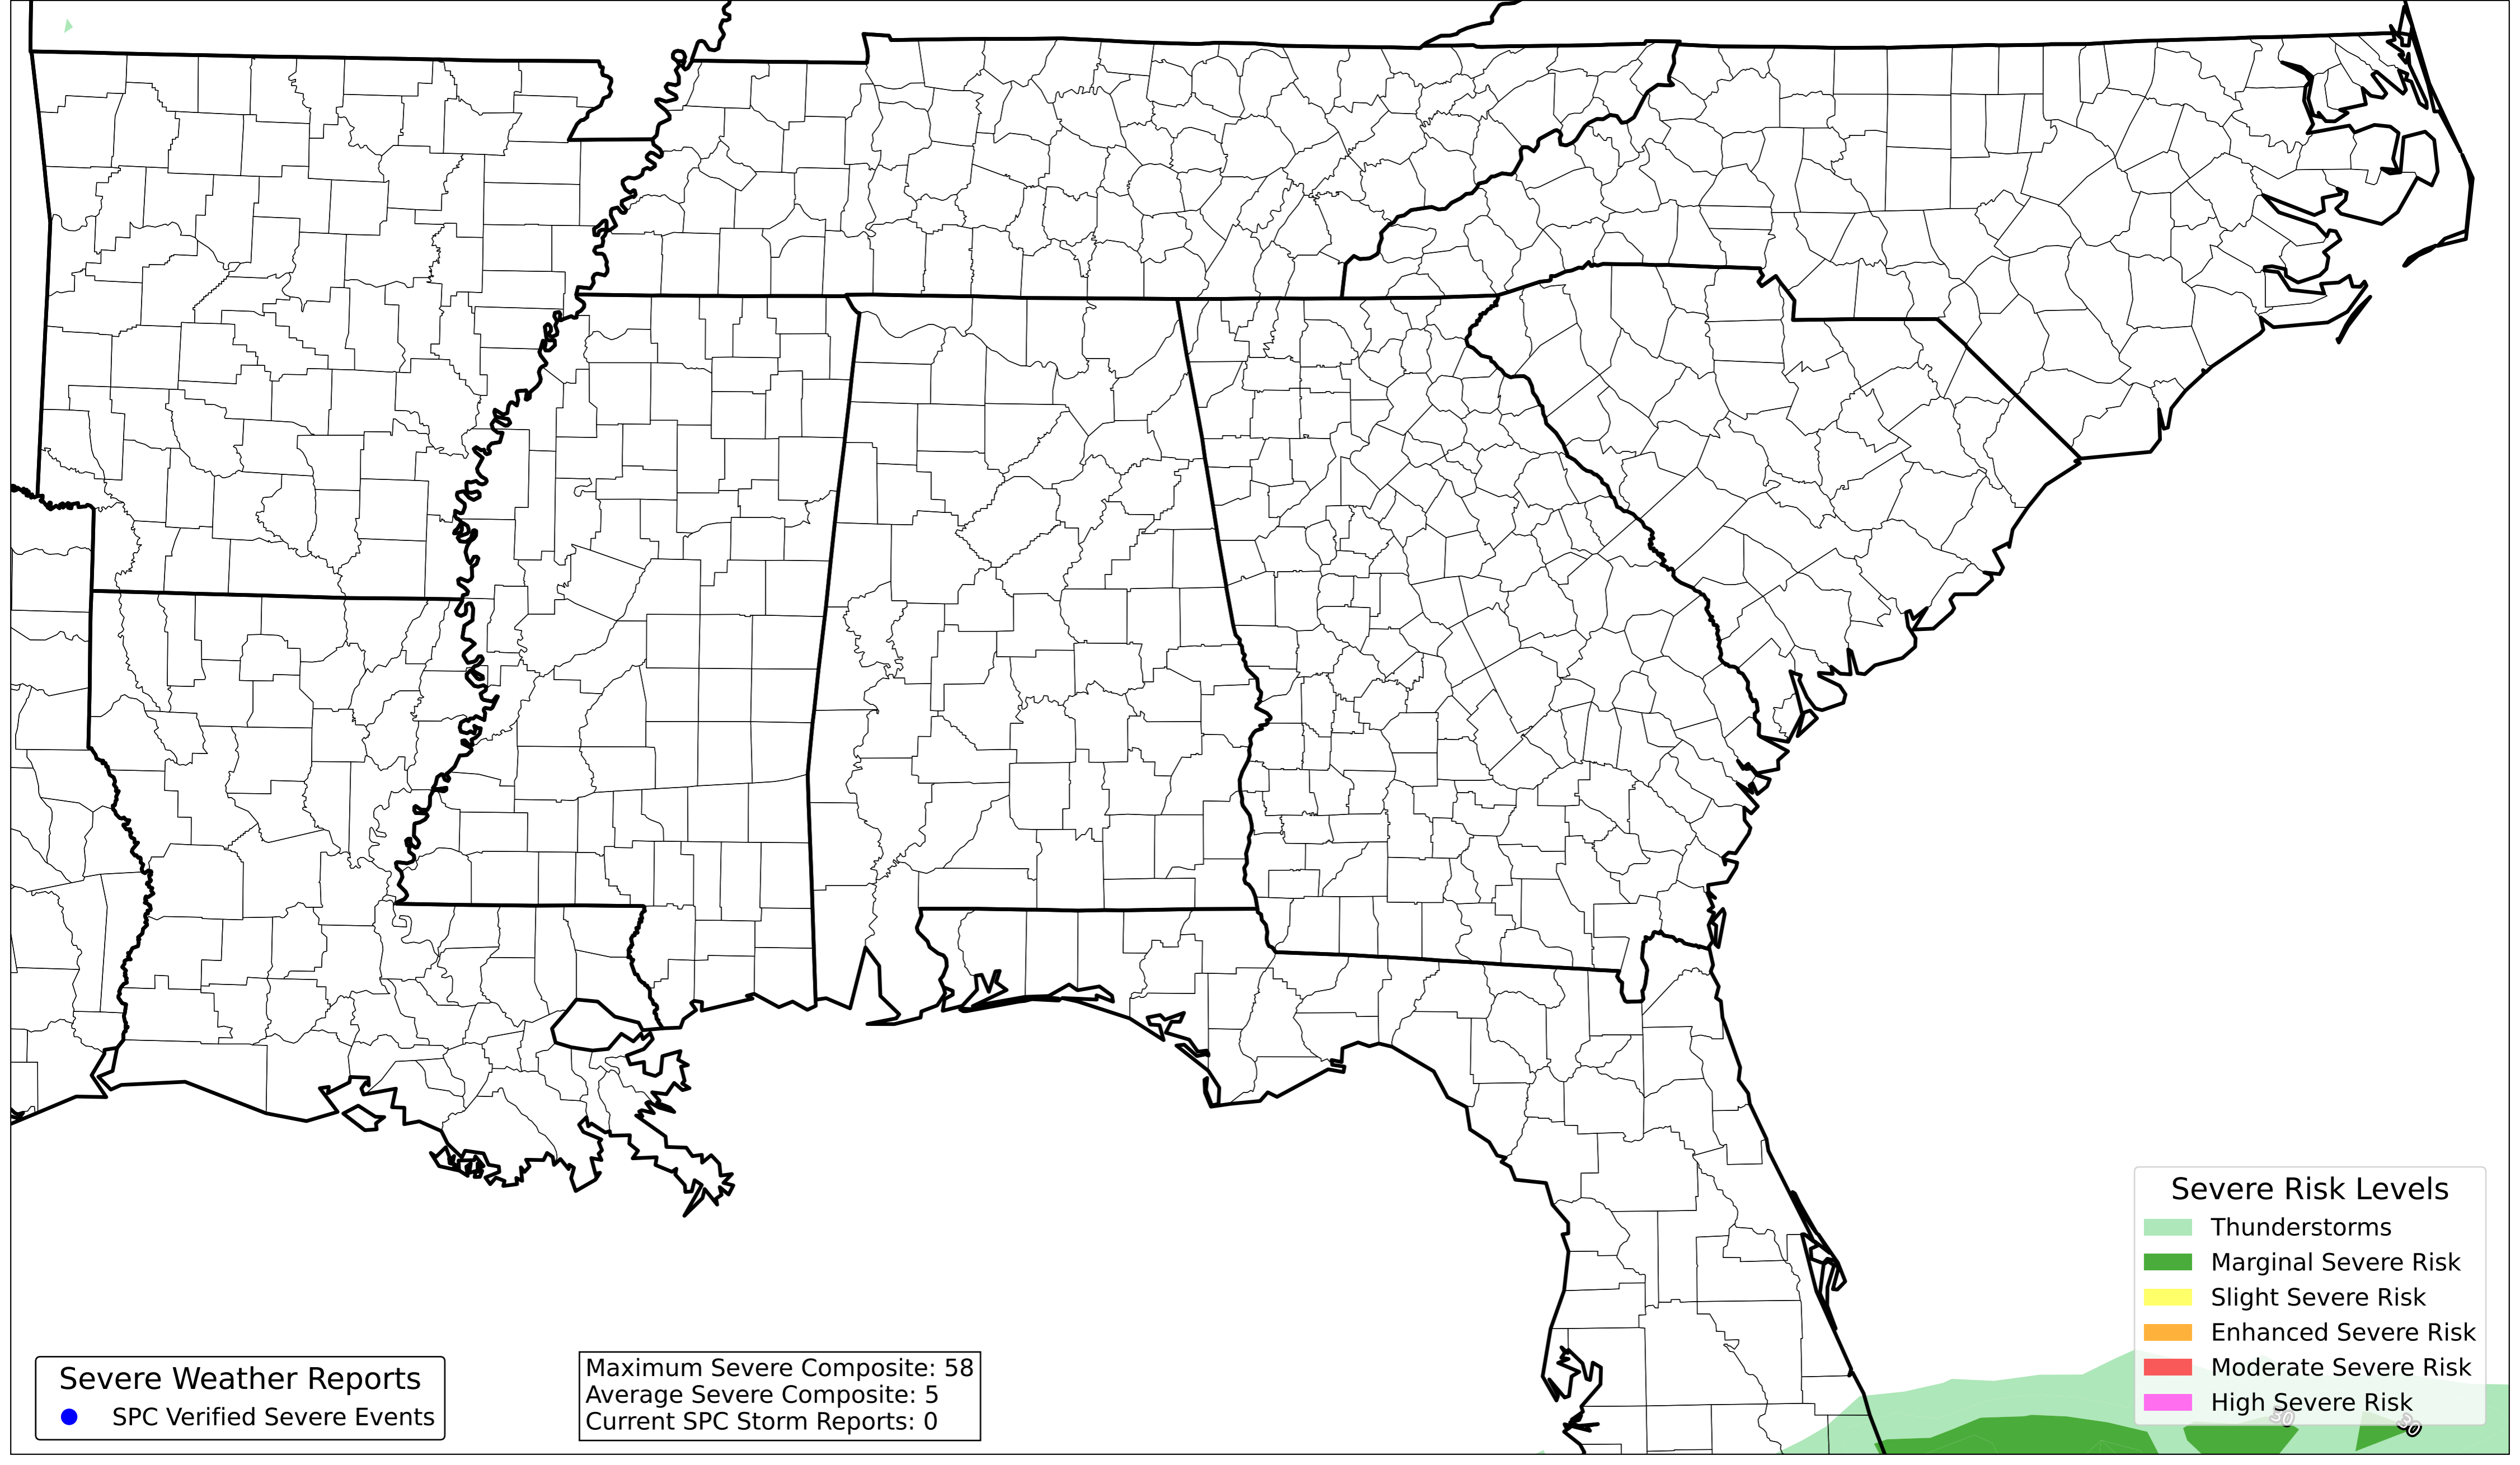 Severe Weather Reports
SPC Verified Severe Events
Maximum Severe Composite: 58
Average Severe Composite: 5
Current SPC Storm Reports: 0
Severe Risk Levels
Thunderstorms
Marginal Severe Risk
Slight Severe Risk
Enhanced Severe Risk
Moderate Severe Risk
High Severe Risk
30
30